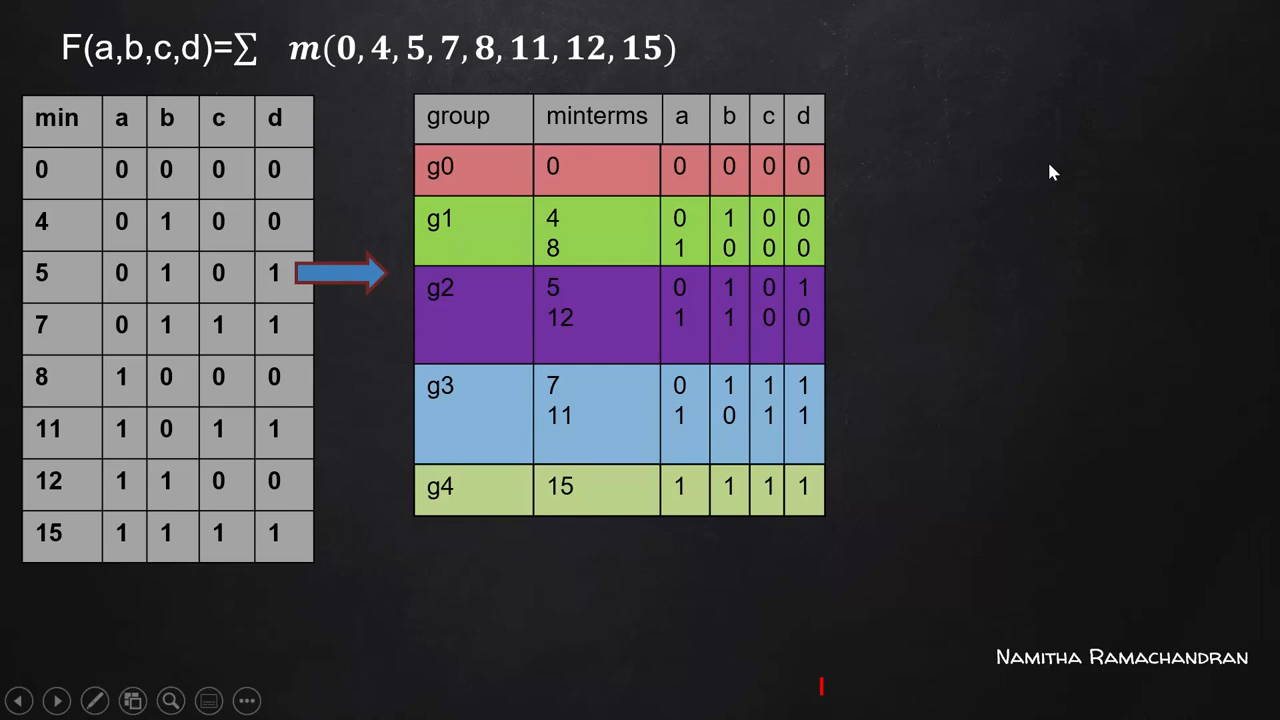 F(a,b,c,d)=∑ m(0, 4, 5, 7, 8, 11, 12, 15)
min a b c d
0 0 0 0 0
4 0 1 0 0
5 0 1 0 1
7 0 1 1 1
8 1 0 0 0
11 1 0 1 1
12 1 1 0 0
15 1 1 1 1
group minterms a b c d
g0 0 0 0 0 0
g1 4 0 1 0 0
8 1 0 0 0
g2 5 0 1 0 1
12 1 1 0 0
g3 7 0 1 1 1
11 1 0 1 1
g4 15 1 1 1 1
Namitha Ramachandran